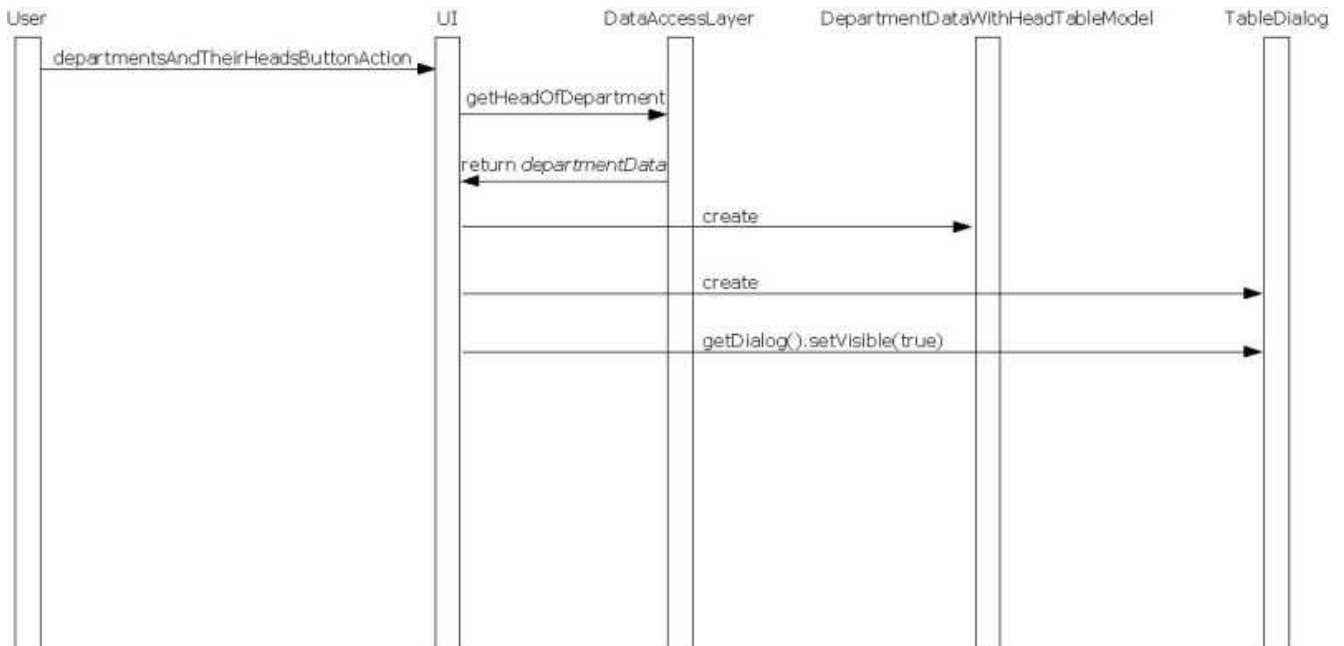 User
UI
DataAccessLayer
DepartmentDataWithHeadTableModel
TableDialog
departmentsAndTheirHeadsButtonAction
getHeadOfDepartment
return departmentData
create
create
getDialog().setVisible(true)